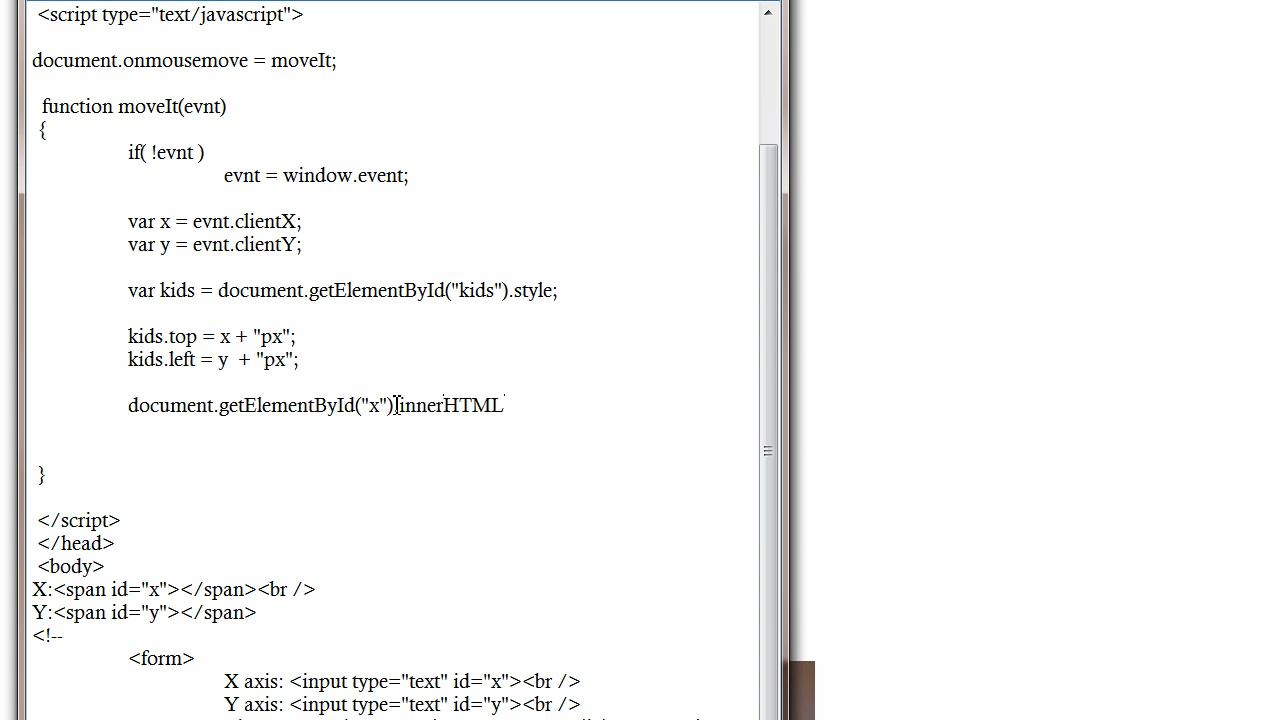 <script type="text/javascript">
document.onmousemove = moveIt;
function moveIt(evnt)
{
if( !evnt )
evnt = window.event;
var x = evnt.clientX;
var y = evnt.clientY;
var kids = document.getElementById("kids").style;
kids.top = x + "px";
kids.left = y  + "px";
document.getElementById("x").innerHTML
}
</script>
</head>
<body>
X:<span id="x"></span><br />
Y:<span id="y"></span>
<!--
<form>
X axis: <input type="text" id="x"><br />
Y axis: <input type="text" id="y"><br />